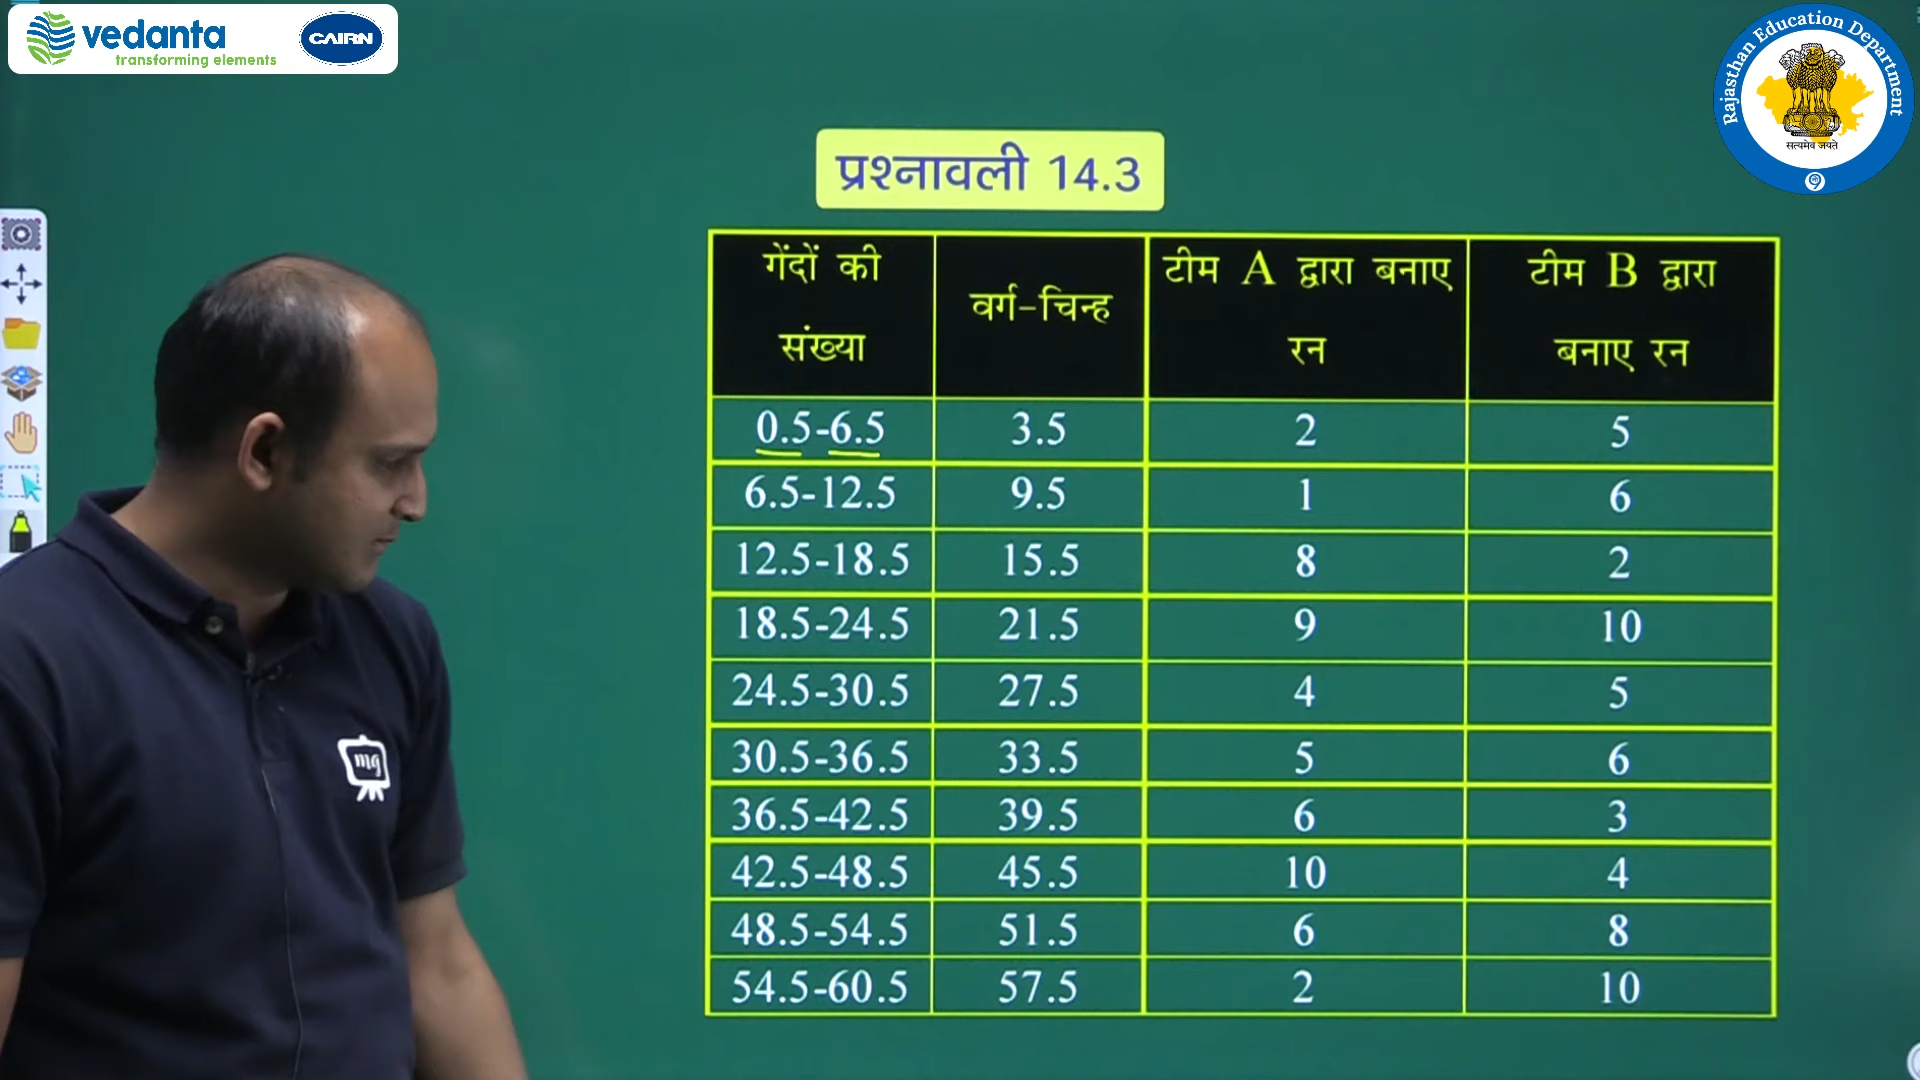 vedanta
transforming elements
CAIRN
Rajasthan Education Department
सत्यमेव जयते
प्रश्नावली 14.3
गेंदों की संख्या | वर्ग-चिन्ह | टीम A द्वारा बनाए रन | टीम B द्वारा बनाए रन
0.5-6.5 | 3.5 | 2 | 5
6.5-12.5 | 9.5 | 1 | 6
12.5-18.5 | 15.5 | 8 | 2
18.5-24.5 | 21.5 | 9 | 10
24.5-30.5 | 27.5 | 4 | 5
30.5-36.5 | 33.5 | 5 | 6
36.5-42.5 | 39.5 | 6 | 3
42.5-48.5 | 45.5 | 10 | 4
48.5-54.5 | 51.5 | 6 | 8
54.5-60.5 | 57.5 | 2 | 10
mg